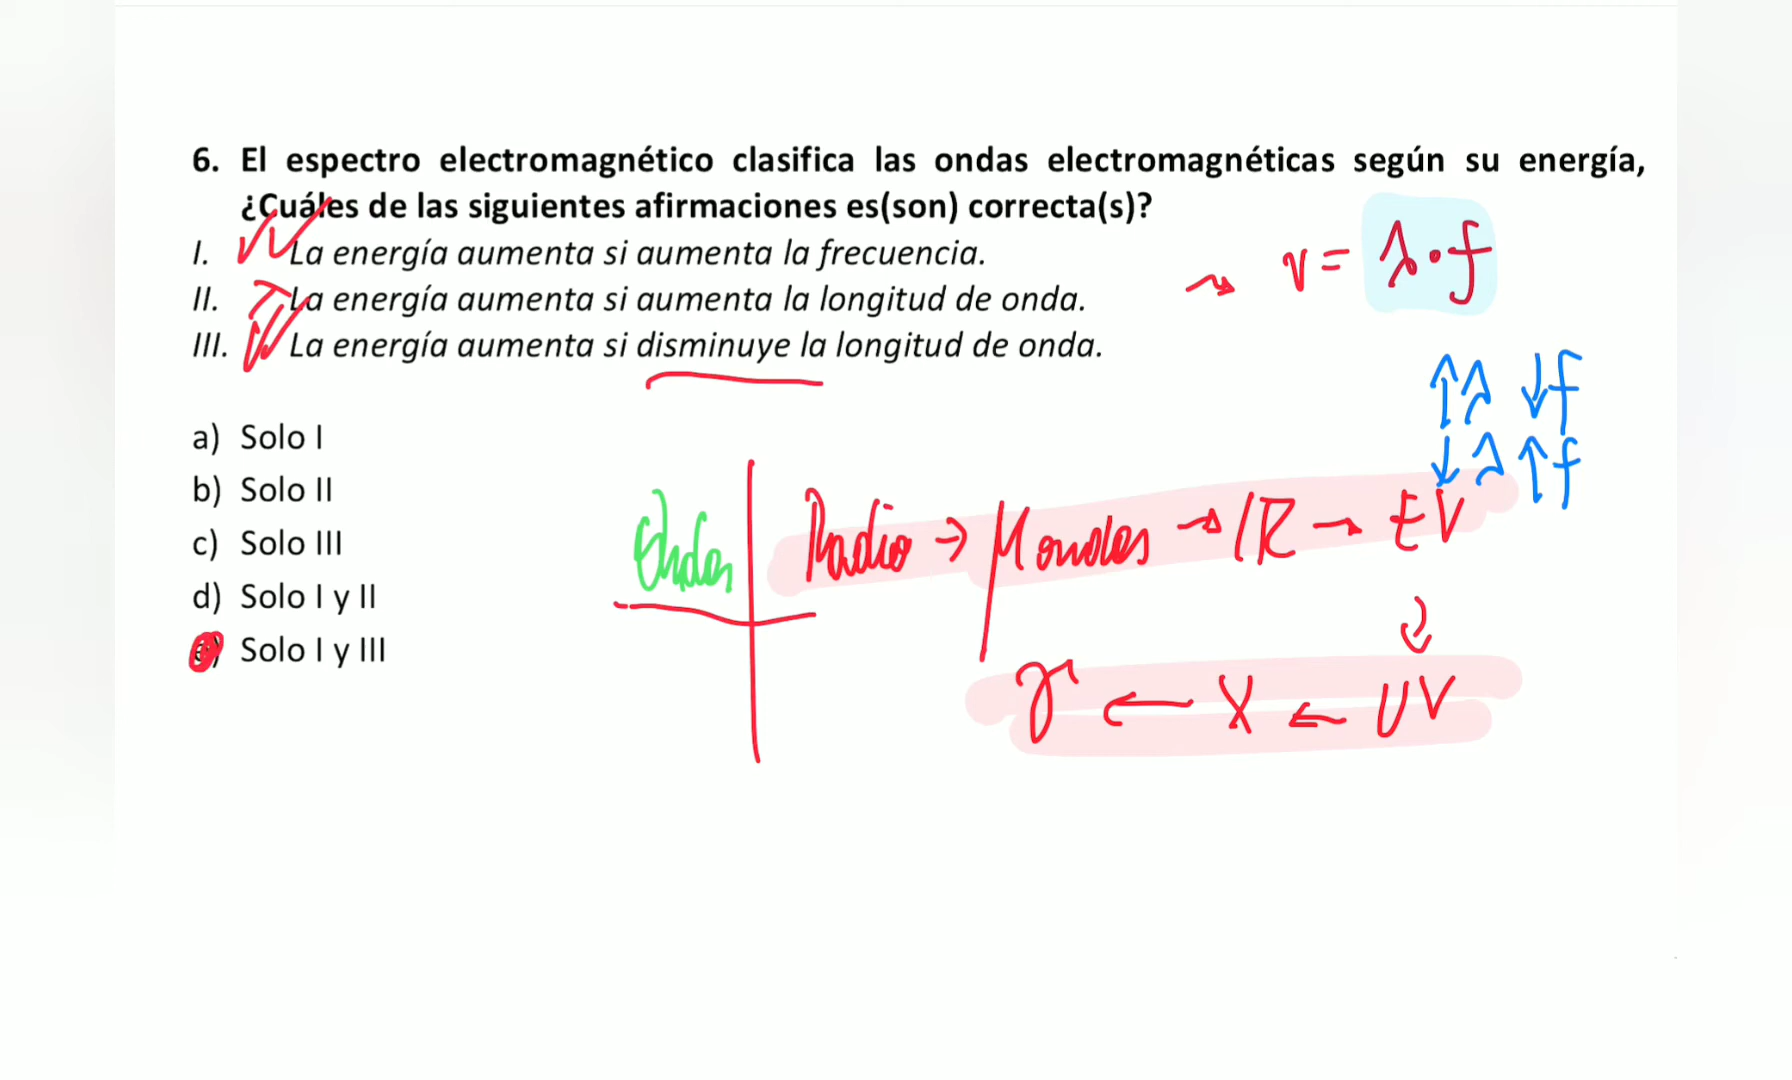 6. El espectro electromagnético clasifica las ondas electromagnéticas según su energía,
¿Cuáles de las siguientes afirmaciones es(son) correcta(s)?
I. VV La energía aumenta si aumenta la frecuencia.
II. La energía aumenta si aumenta la longitud de onda.
III. La energía aumenta si disminuye la longitud de onda.
→ v = λ·f
↑λ ↓f
↓λ ↑f
a) Solo I
b) Solo II
c) Solo III
d) Solo I y II
e) Solo I y III
Ondas
Radio → M → IR → EV
↓
γ ← X ← UV